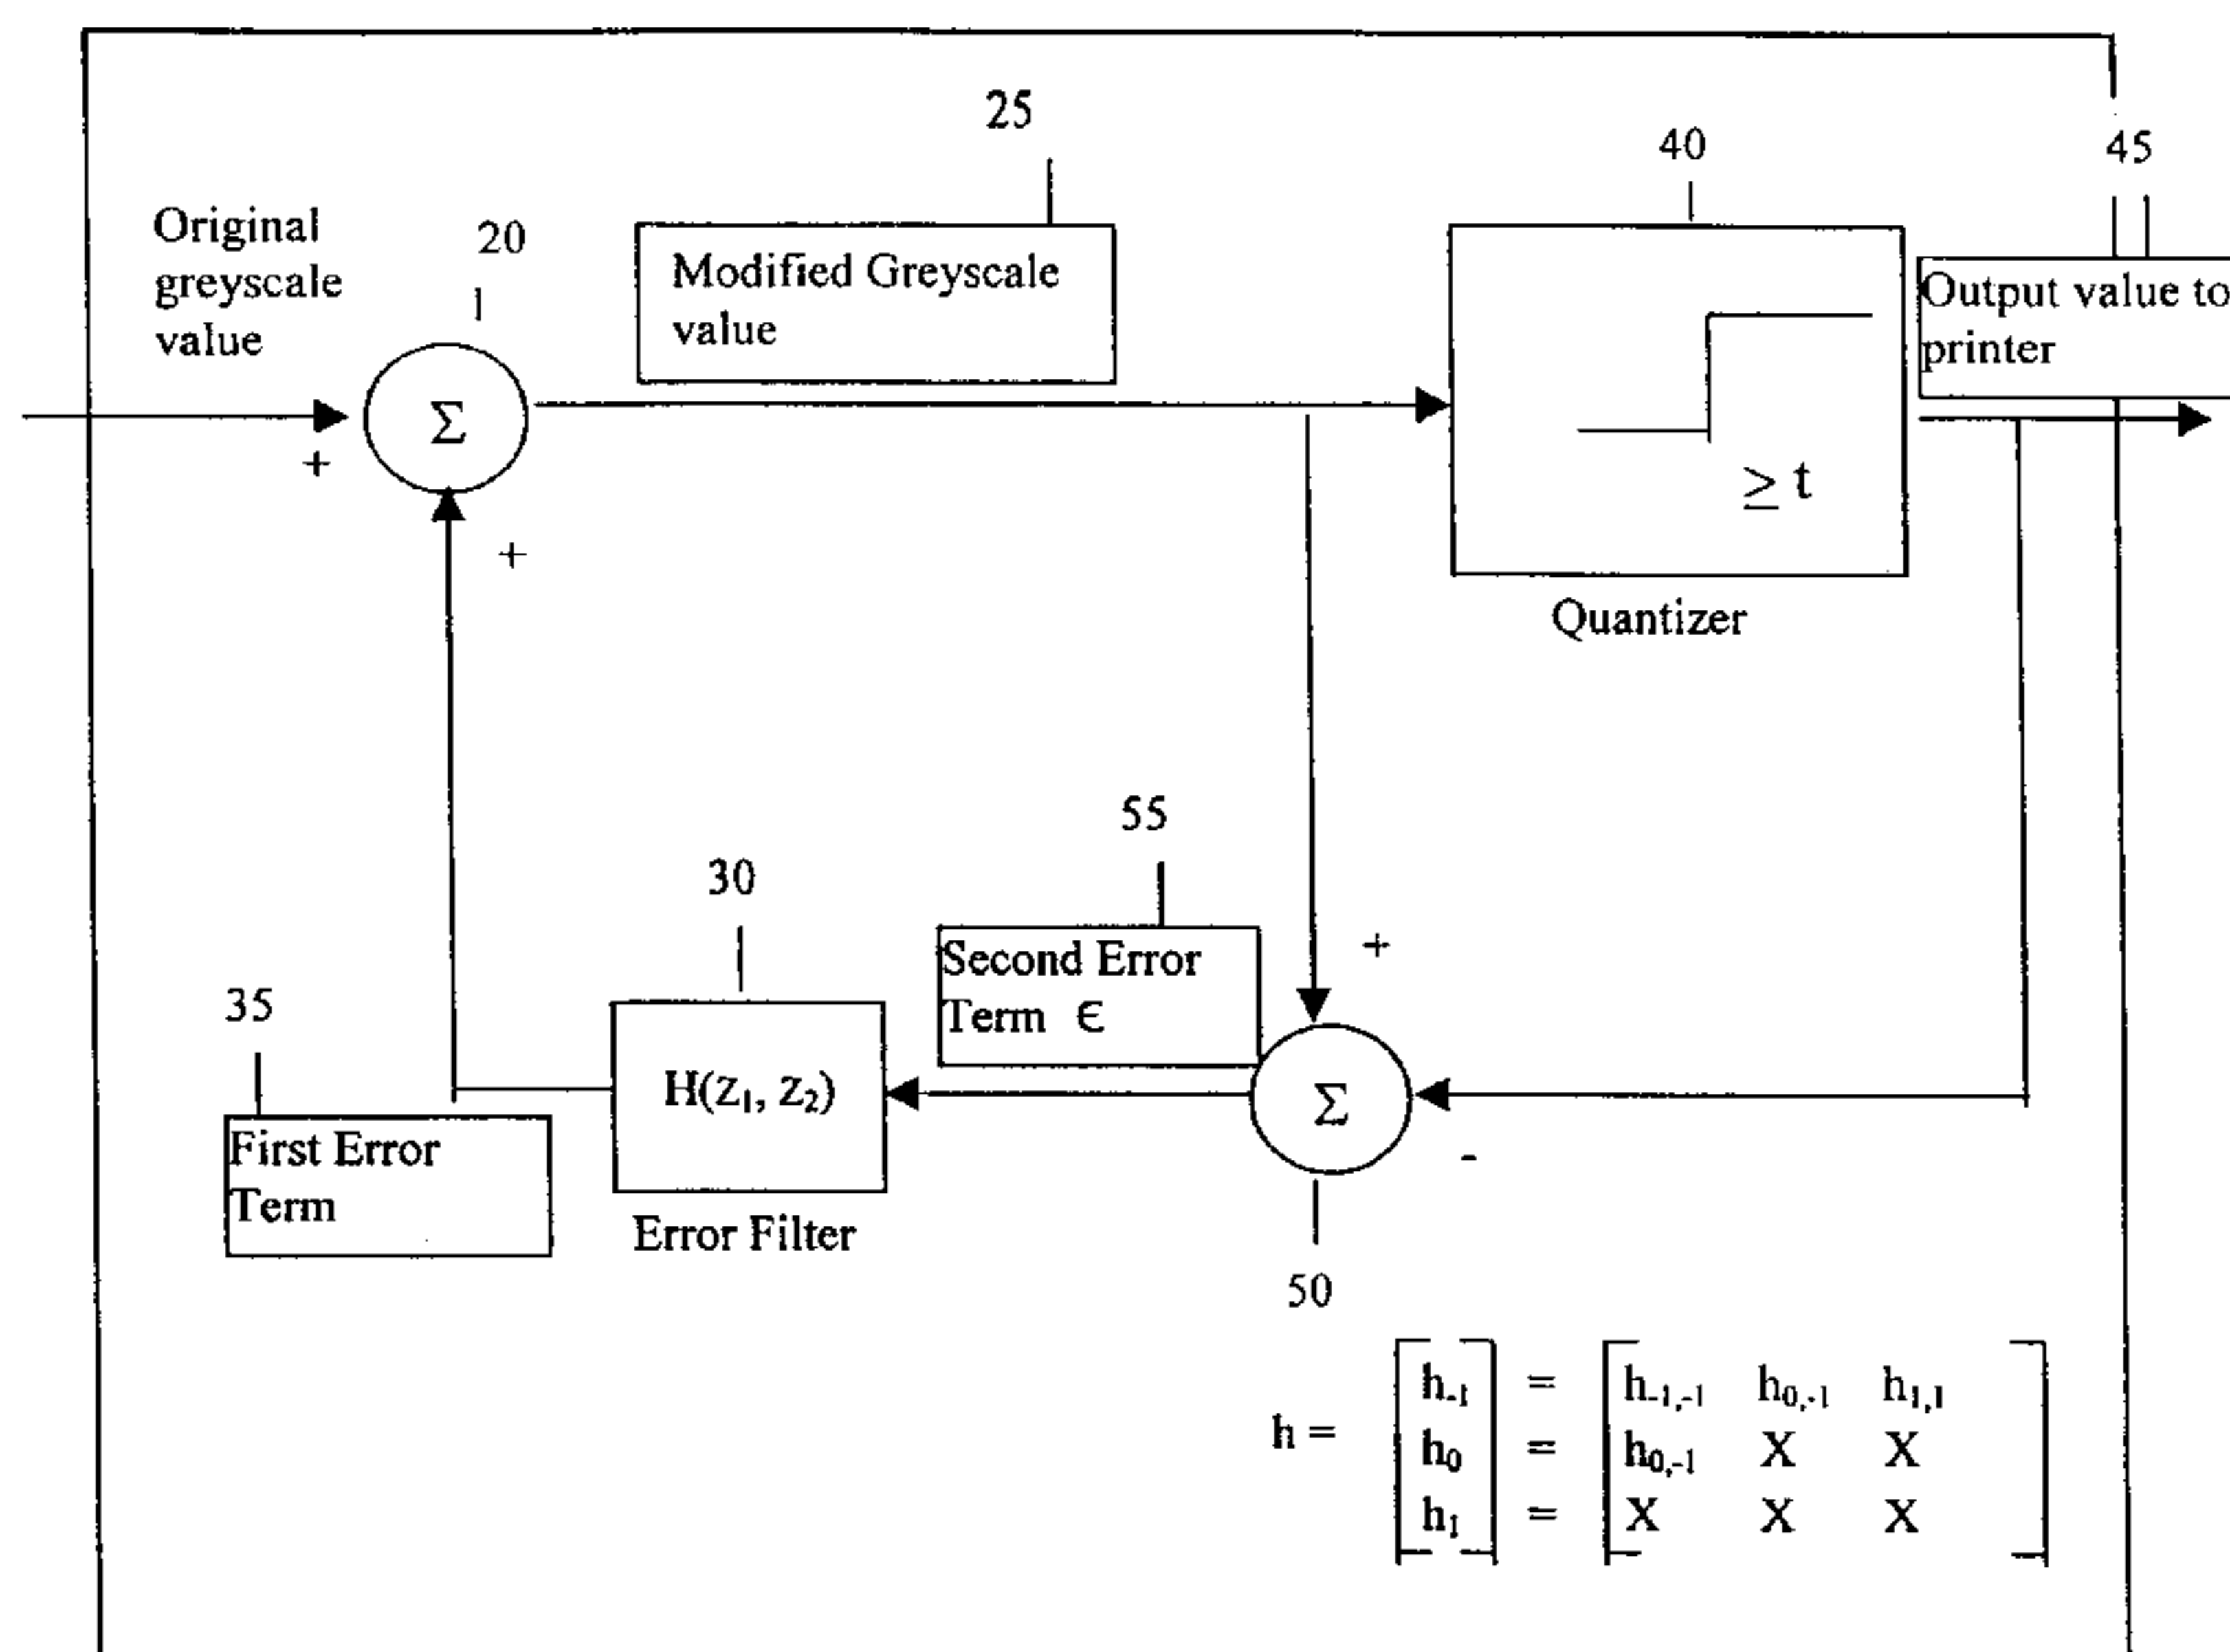 25
40
45
Original
greyscale
value
20
Modified Greyscale
value
Output value to
printer
Σ
+
+
≥ t
Quantizer
55
30
Second Error
Term ∈
+
35
H(z₁, z₂)
Σ
-
First Error
Term
Error Filter
50
h = [h₋₁] = [h₋₁,₋₁ h₀,₋₁ h₁,₁]
[h₀] = [h₀,₋₁ X X]
[h₁] = [X X X]